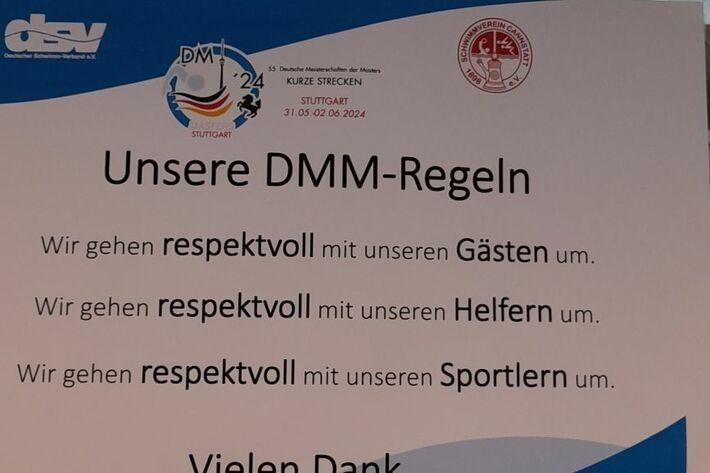 dsv
Deutscher Schwimm-Verband e.V.
DM
'24
MASTERS
STUTTGART
55. Deutsche Meisterschaften der Masters
KURZE STRECKEN
STUTTGART
31.05-02.06.2024
SCHWIMMVEREIN CANNSTATT
1898 e.V.
Unsere DMM-Regeln
Wir gehen respektvoll mit unseren Gästen um.
Wir gehen respektvoll mit unseren Helfern um.
Wir gehen respektvoll mit unseren Sportlern um.
Vielen Dank